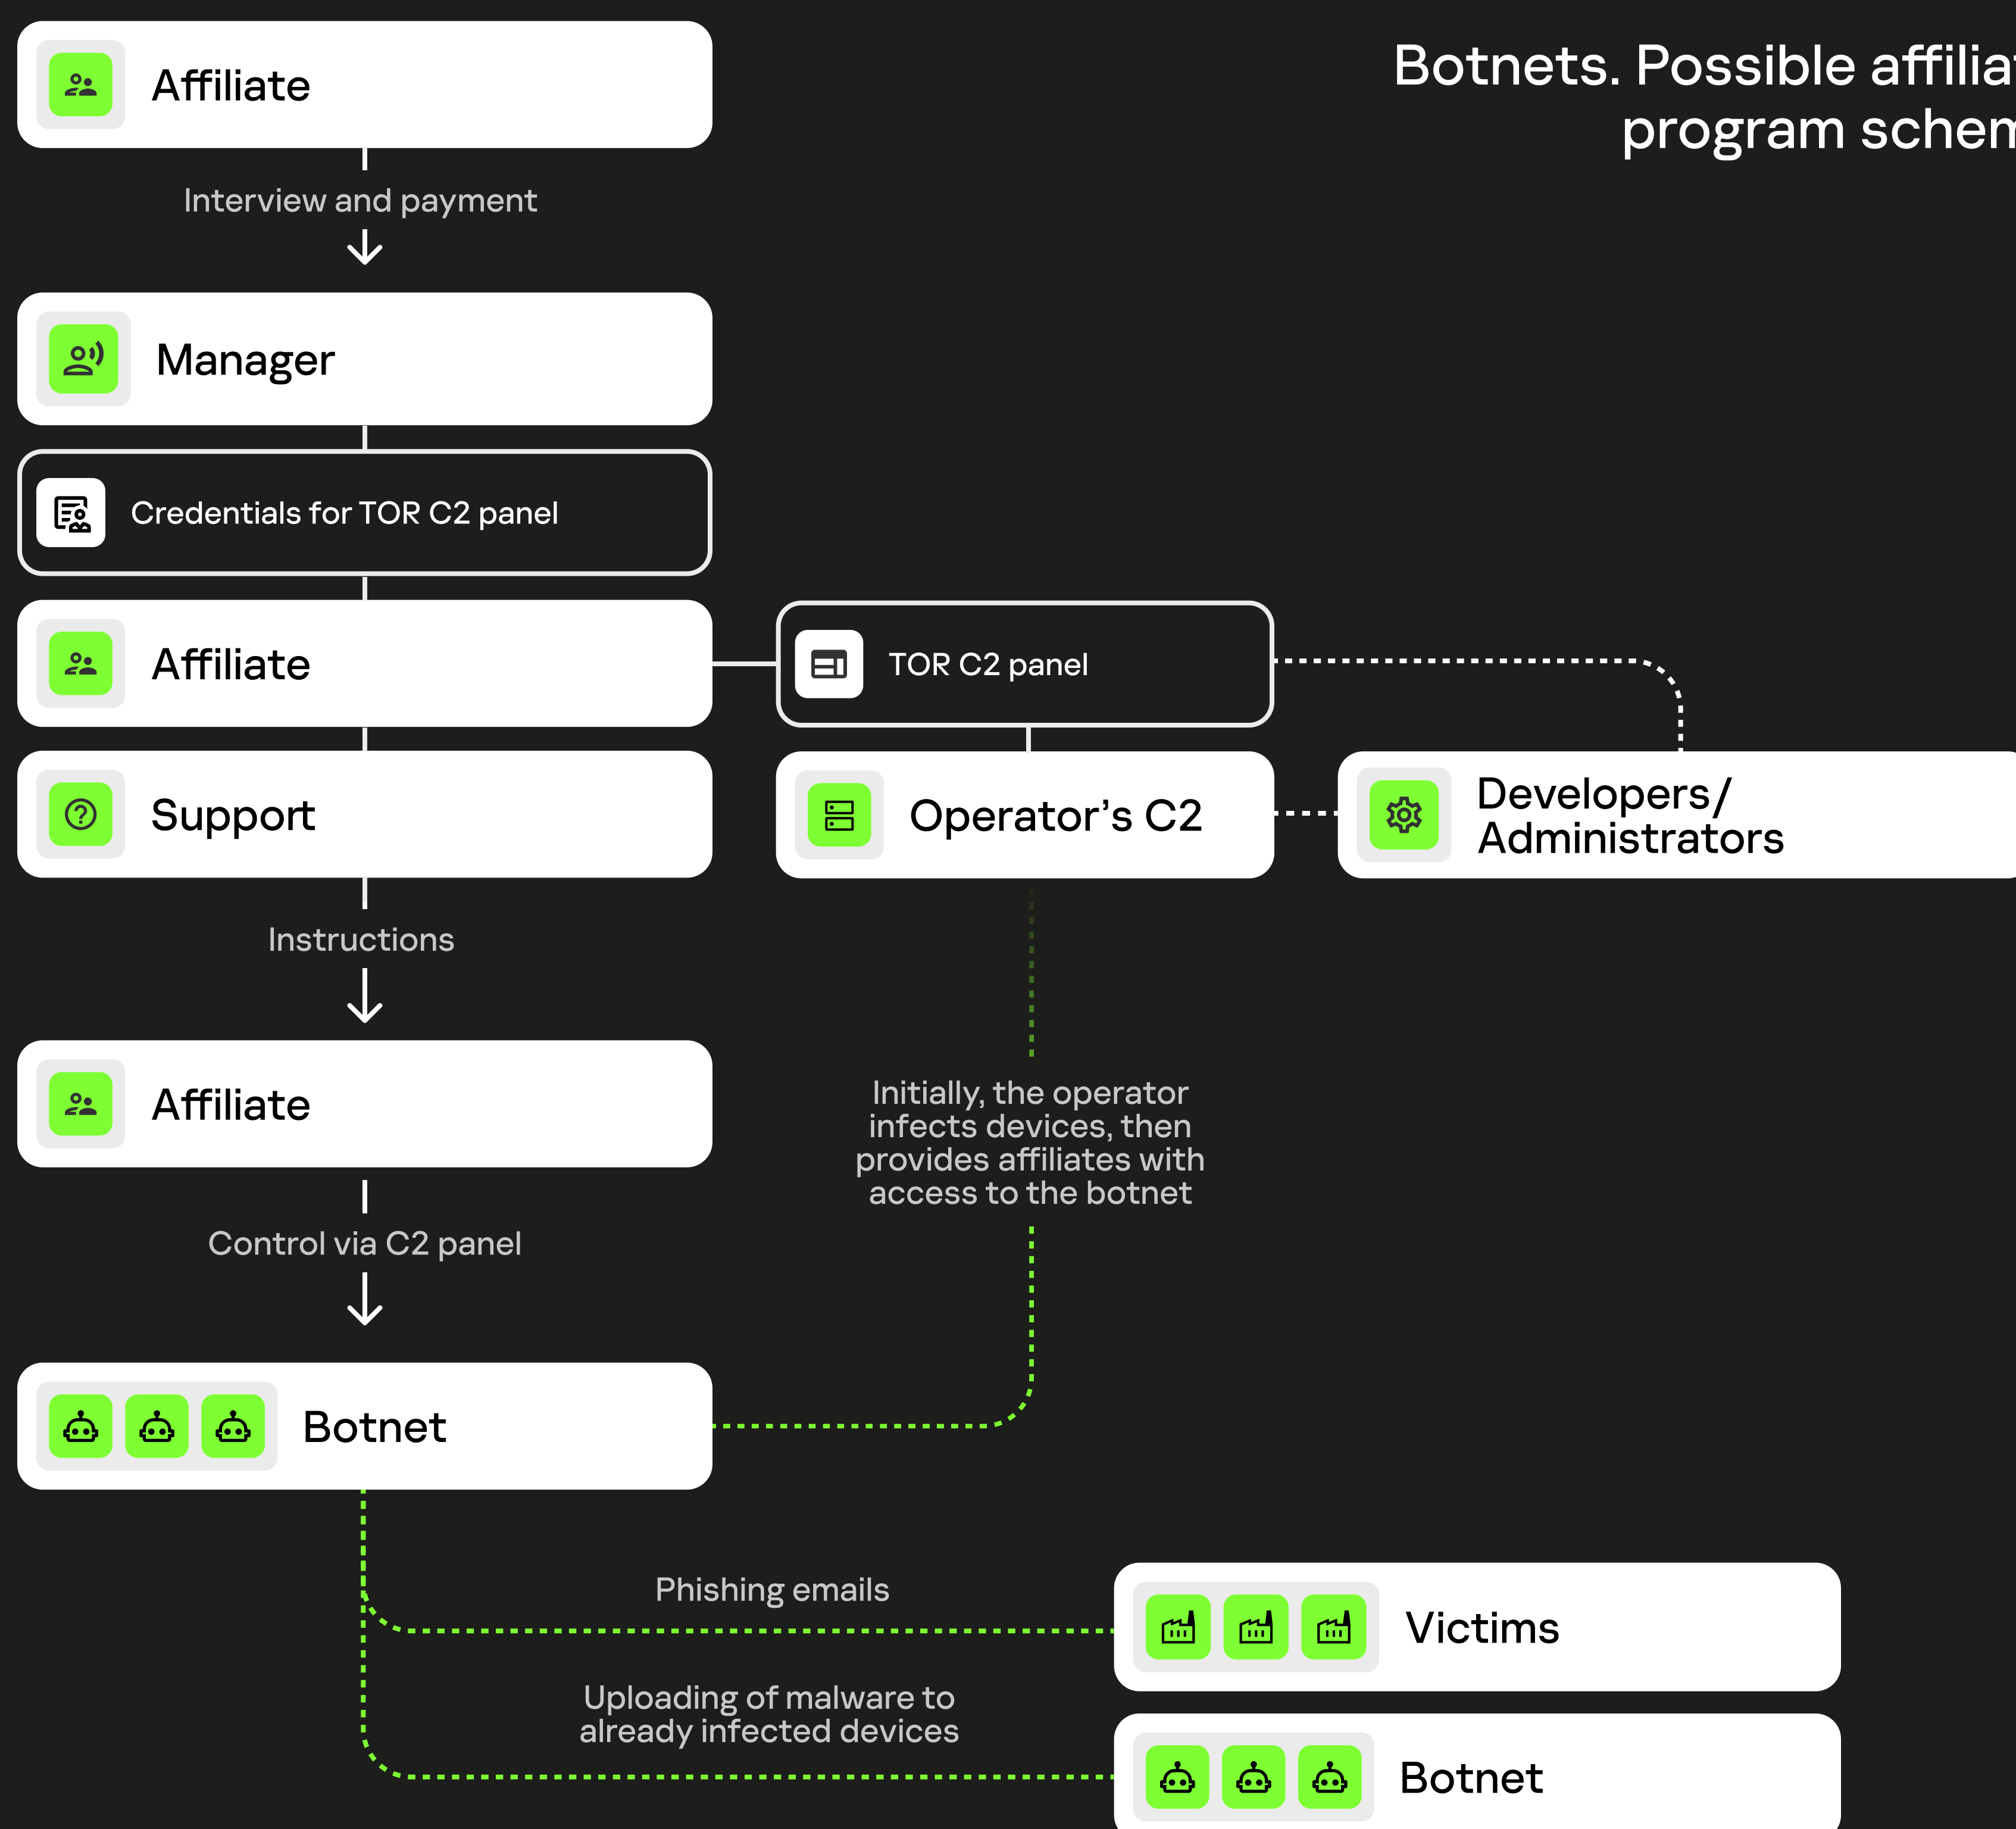 Botnets. Possible affiliat
program schem
Affiliate
Interview and payment
Manager
Credentials for TOR C2 panel
Affiliate
TOR C2 panel
Support
Operator’s C2
Developers/
Administrators
Instructions
Affiliate
Initially, the operator
infects devices, then
provides affiliates with
access to the botnet
Control via C2 panel
Botnet
Phishing emails
Victims
Uploading of malware to
already infected devices
Botnet